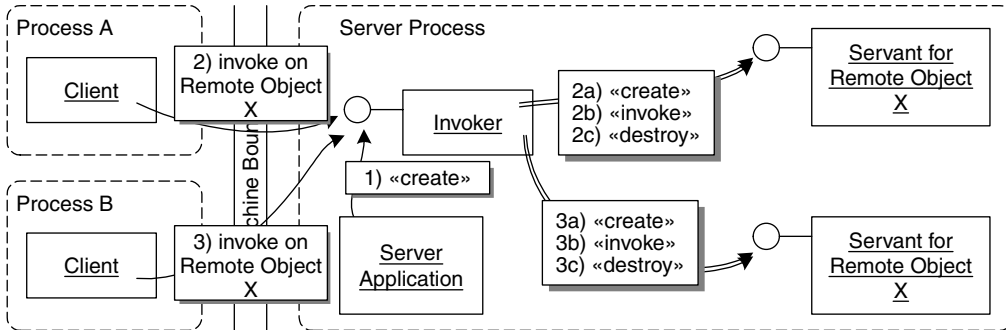 Process A
Client
2) invoke on
Remote Object
X
Server Process
Invoker
2a) «create»
2b) «invoke»
2c) «destroy»
Servant for
Remote Object
X
1) «create»
Process B
Client
3) invoke on
Remote Object
X
Server
Application
3a) «create»
3b) «invoke»
3c) «destroy»
Servant for
Remote Object
X